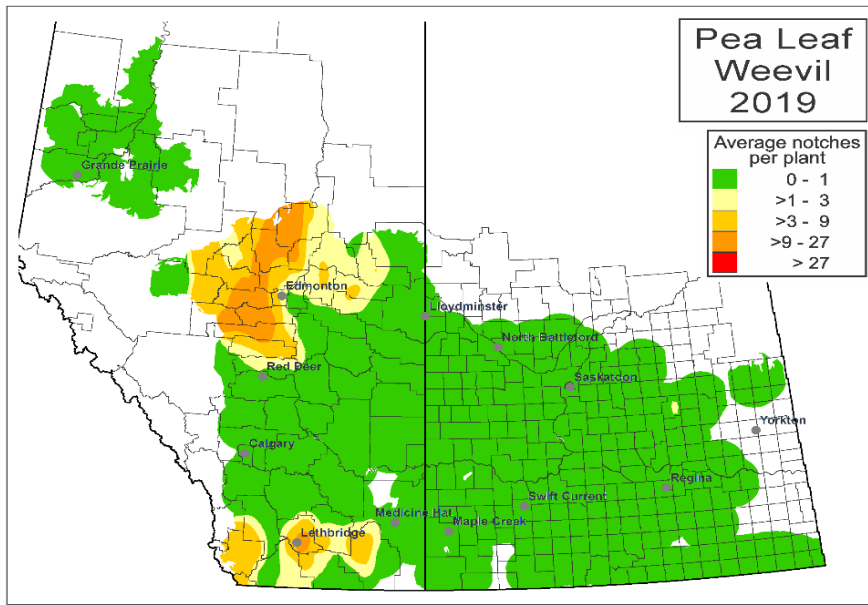 Pea Leaf
Weevil
2019
Average notches
per plant
0 - 1
>1 - 3
>3 - 9
>9 - 27
> 27
Grande Prairie
Edmonton
Lloydminster
North Battleford
Red Deer
Saskatoon
Yorkton
Calgary
Regina
Swift Current
Medicine Hat
Maple Creek
Lethbridge